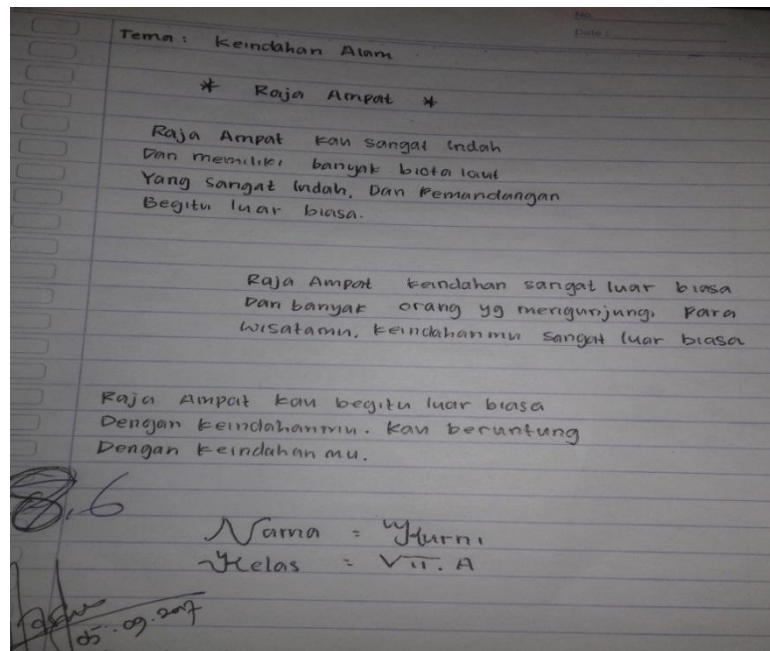 No.
Date :
Tema : Keindahan Alam
* Raja Ampat *
Raja Ampat kau sangat indah
Dan memiliki banyak biota laut
Yang sangat indah. Dan Pemandangan
Begitu luar biasa.
Raja Ampat keindahan sangat luar biasa
Dan banyak orang yg mengunjungi Para
wisatamu. keindahanmu sangat luar biasa
Raja Ampat kau begitu luar biasa
Dengan keindahanmu. kau beruntung
Dengan keindahan mu.
8.6
Nama =
Kelas = VII. A
05.09.2017